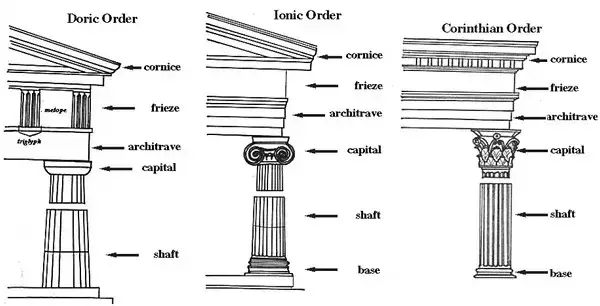 Doric Order
cornice
metope
frieze
triglyph
architrave
capital
shaft
Ionic Order
cornice
frieze
architrave
capital
shaft
base
Corinthian Order
cornice
frieze
architrave
capital
shaft
base